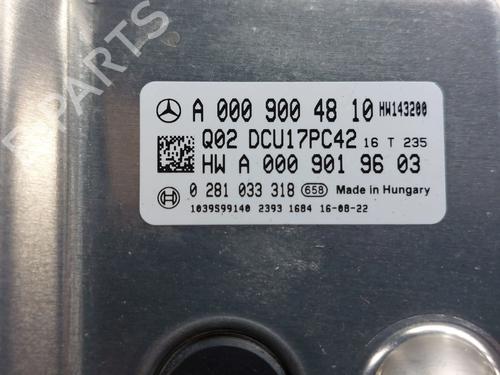 A 000 900 48 10 HW143200
Q02 DCU17PC42 16 T 235
HW A 000 901 96 03
0 281 033 318 658 Made in Hungary
1039S99140 2393 1684 16-08-22
B-PARTS